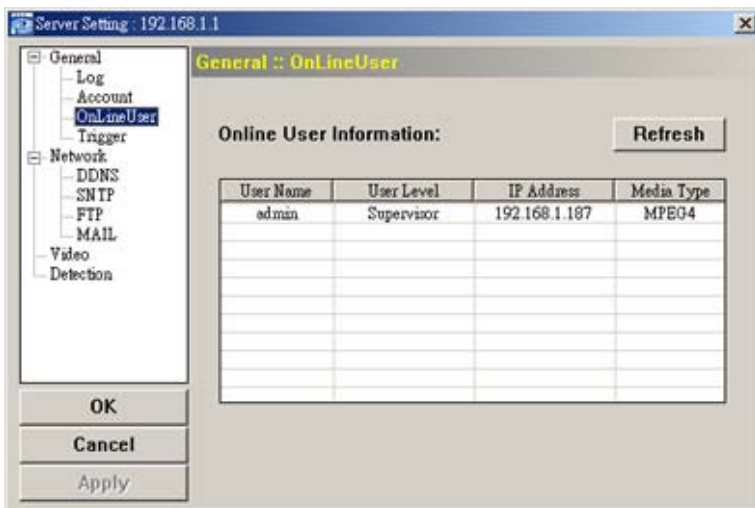 Server Setting : 192.168.1.1
General
Log
Account
OnLineUser
Trigger
Network
DDNS
SNTP
FTP
MAIL
Video
Detection
OK
Cancel
Apply
General :: OnLineUser
Online User Information:
Refresh
User Name User Level IP Address Media Type
admin Supervisor 192.168.1.187 MPEG4